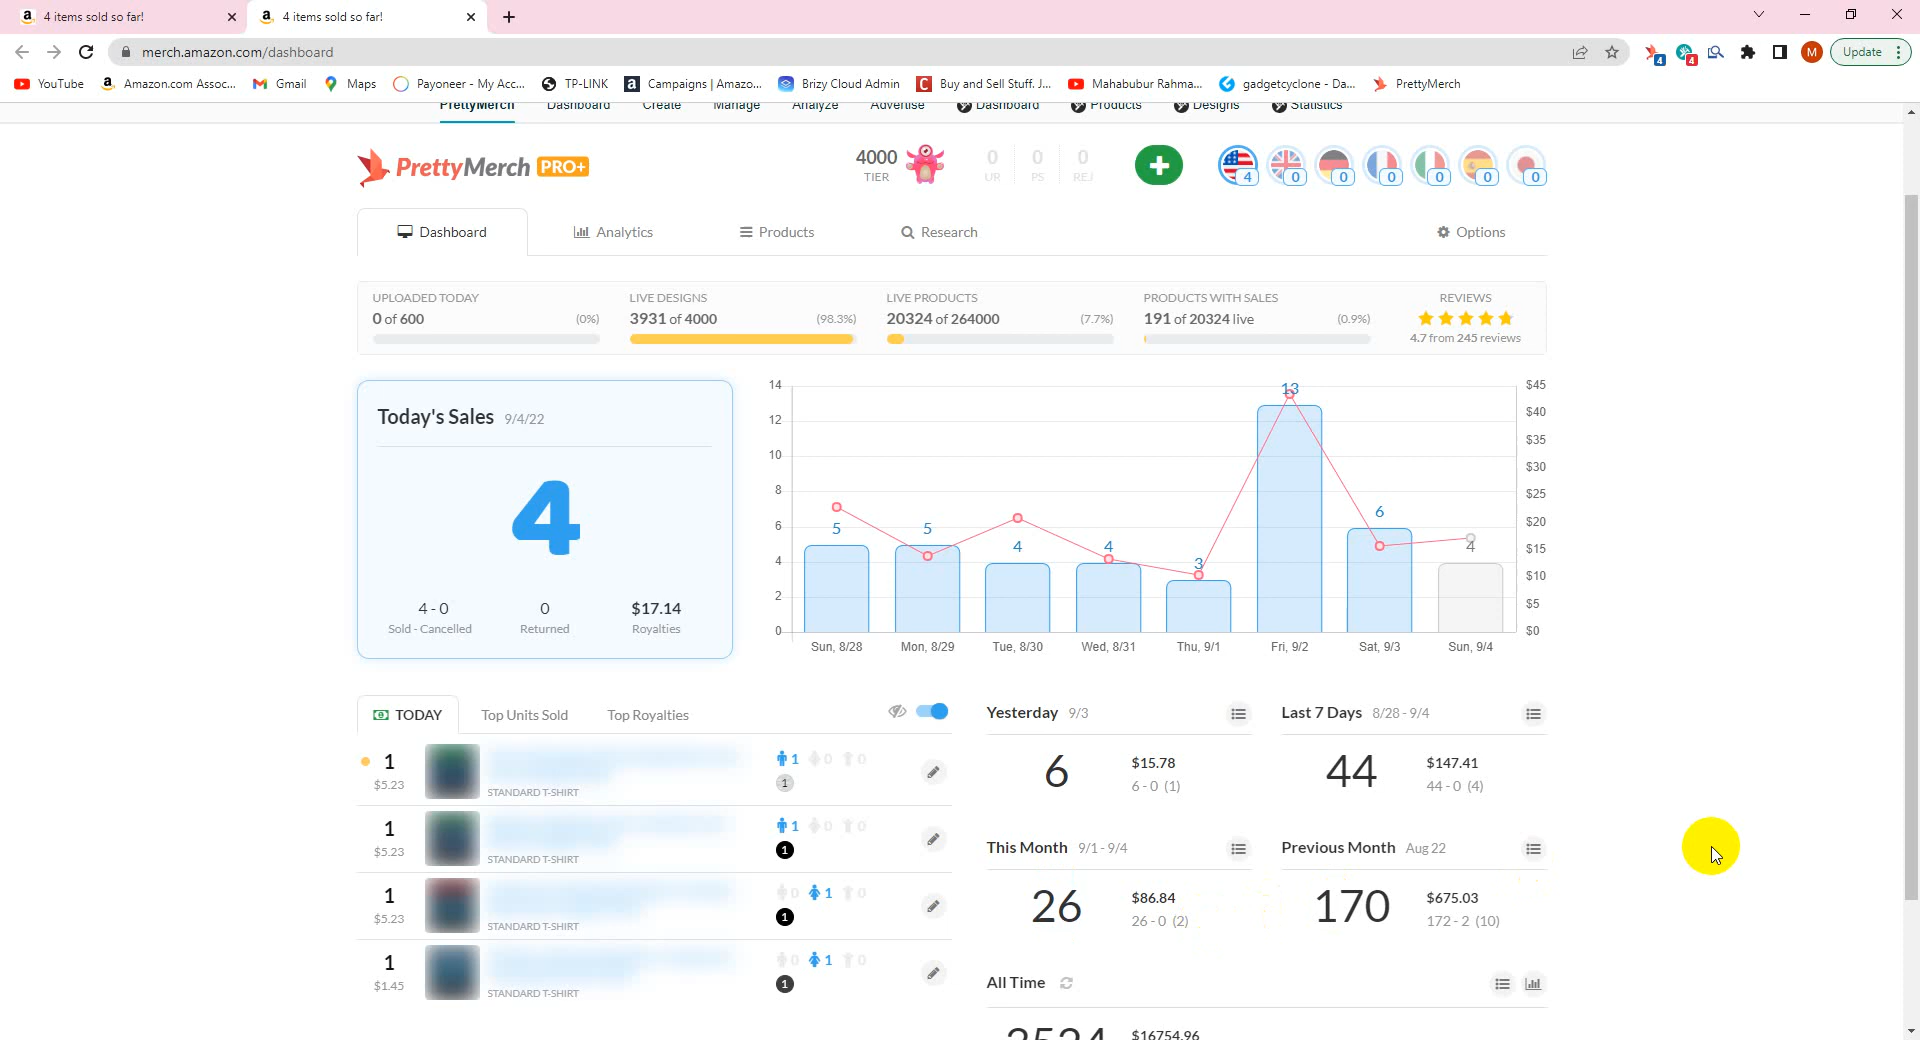 4 items sold so far!
4 items sold so far!
merch.amazon.com/dashboard
M
Update
4
4
YouTube
Amazon.com Assoc...
Gmail
Maps
Payoneer - My Acc...
TP-LINK
Campaigns | Amazo...
Brizy Cloud Admin
Buy and Sell Stuff. J...
Mahabubur Rahma...
gadgetcyclone - Da...
PrettyMerch
PrettyMerch Dashboard Create Manage Analyze Advertise Dashboard Products Designs Statistics
PrettyMerch PRO+
4000
TIER
0 0 0
UR PS REJ
4 0 0 0 0 0 0
Dashboard Analytics Products Research Options
UPLOADED TODAY
0 of 600 (0%)
LIVE DESIGNS
3931 of 4000 (98.3%)
LIVE PRODUCTS
20324 of 264000 (7.7%)
PRODUCTS WITH SALES
191 of 20324 live (0.9%)
REVIEWS
4.7 from 245 reviews
Today's Sales 9/4/22
4
4 - 0 0 $17.14
Sold - Cancelled Returned Royalties
14
12
10
8
6
4
2
0
5 5 4 4 3 13 6 4
$45
$40
$35
$30
$25
$20
$15
$10
$5
$0
Sun, 8/28 Mon, 8/29 Tue, 8/30 Wed, 8/31 Thu, 9/1 Fri, 9/2 Sat, 9/3 Sun, 9/4
TODAY Top Units Sold Top Royalties
1 1 0 0
$5.23 STANDARD T-SHIRT 1
1 1 0 0
$5.23 STANDARD T-SHIRT 1
1 0 1 0
$5.23 STANDARD T-SHIRT 1
1 0 1 0
$1.45 STANDARD T-SHIRT 1
Yesterday 9/3
6 $15.78
6 - 0 (1)
Last 7 Days 8/28 - 9/4
44 $147.41
44 - 0 (4)
This Month 9/1 - 9/4
26 $86.84
26 - 0 (2)
Previous Month Aug 22
170 $675.03
172 - 2 (10)
All Time
2524 $16754.96